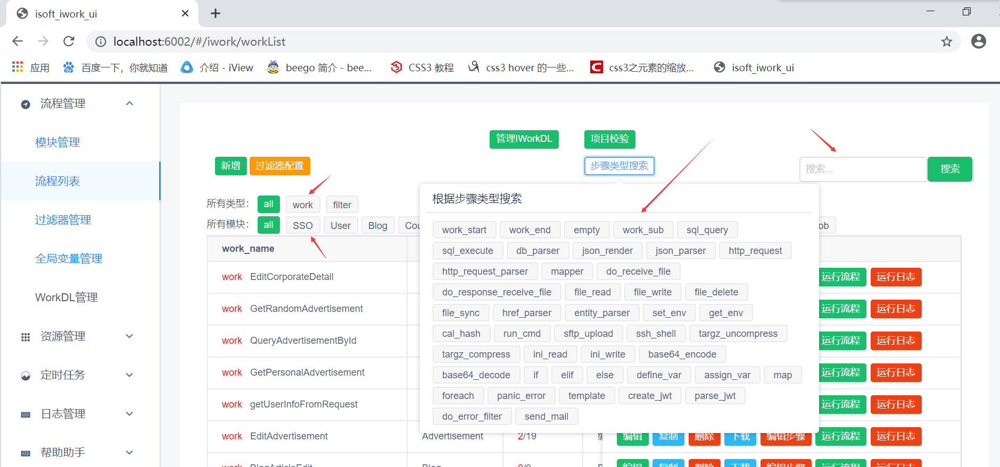 isoft_iwork_ui
localhost:6002/#/iwork/workList
应用 百度一下，你就知道 介绍 - iView beego 简介 - bee... CSS3 教程 css3 hover 的一些... css3之元素的缩放... isoft_iwork_ui
流程管理
模块管理
流程列表
过滤器管理
全局变量管理
WorkDL管理
资源管理
定时任务
日志管理
帮助助手
管理IWorkDL 项目校验
新增 过滤器配置 步骤类型搜索 搜索... 搜索
所有类型： all work filter
所有模块： all SSO User Blog Cou ob
根据步骤类型搜索
work_start work_end empty work_sub sql_query
sql_execute db_parser json_render json_parser http_request
http_request_parser mapper do_receive_file
do_response_receive_file file_read file_write file_delete
file_sync href_parser entity_parser set_env get_env
cal_hash run_cmd sftp_upload ssh_shell targz_uncompress
targz_compress ini_read ini_write base64_encode
base64_decode if elif else define_var assign_var map
foreach panic_error template create_jwt parse_jwt
do_error_filter send_mail
work_name
work EditCorporateDetail 运行流程 运行日志
work GetRandomAdvertisement 运行流程 运行日志
work QueryAdvertisementById 运行流程 运行日志
work GetPersonalAdvertisement 运行流程 运行日志
work getUserInfoFromRequest 运行流程 运行日志
work EditAdvertisement Advertisement 2/19 编辑 复制 删除 下载 编辑步骤 运行流程 运行日志
work BlogArticleEdit Blog 0/0 编辑 复制 删除 下载 编辑步骤 运行流程 运行日志